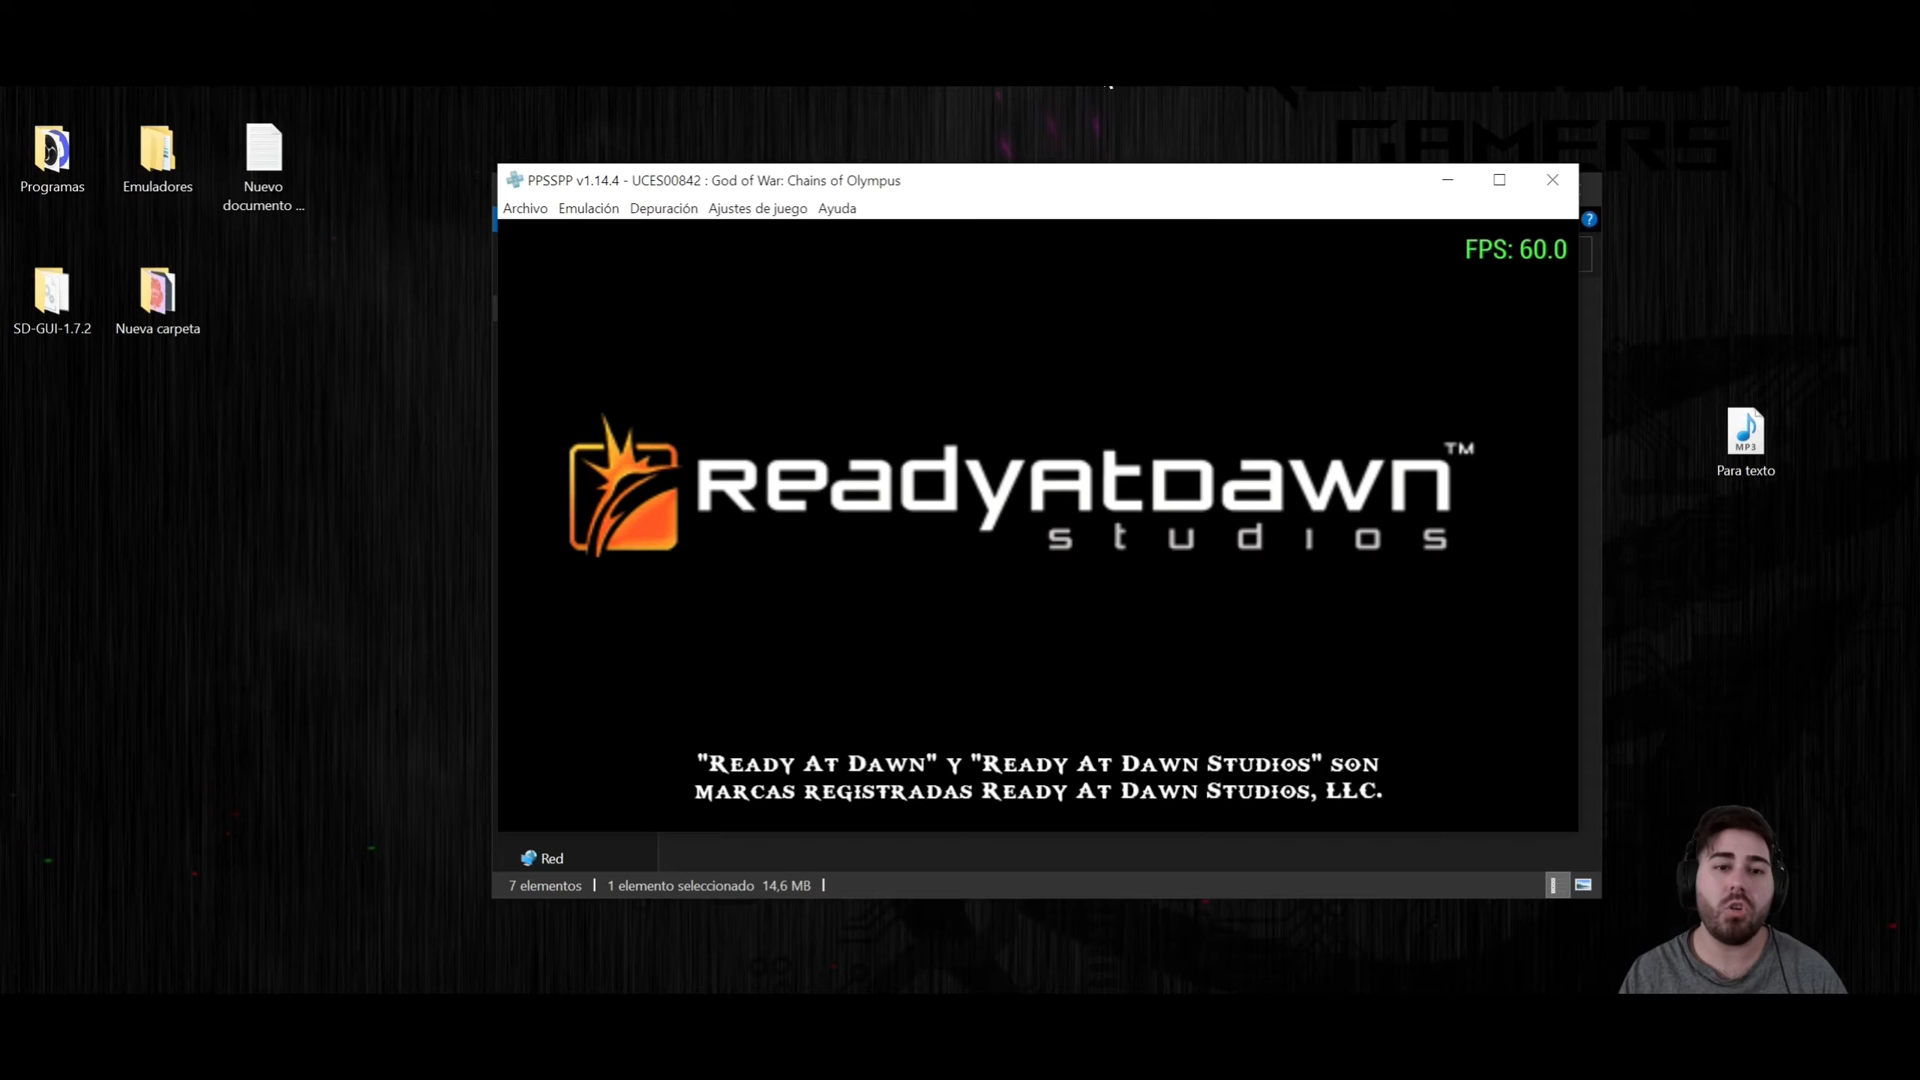 GAMERS
Programas
Emuladores
Nuevo
documento ...
SD-GUI-1.7.2
Nueva carpeta
PPSSPP v1.14.4 - UCES00842 : God of War: Chains of Olympus
Archivo Emulación Depuración Ajustes de juego Ayuda
?
FPS: 60.0
ReadyAtDawn™
studios
"Ready At Dawn" y "Ready At Dawn Studios" son
marcas registradas Ready At Dawn Studios, LLC.
MP3
Para texto
Red
7 elementos | 1 elemento seleccionado 14,6 MB |